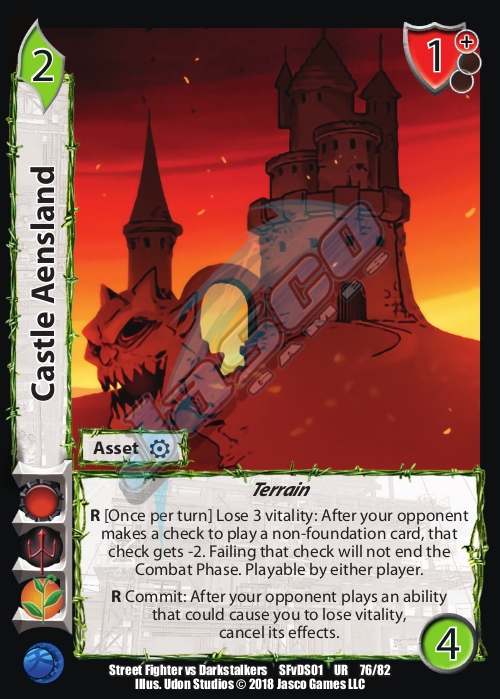 2
1
+
Castle Aensland
JASCO
GAMES
Asset
Terrain
R [Once per turn] Lose 3 vitality: After your opponent
makes a check to play a non-foundation card, that
check gets -2. Failing that check will not end the
Combat Phase. Playable by either player.
R Commit: After your opponent plays an ability
that could cause you to lose vitality,
cancel its effects.
4
Street Fighter vs Darkstalkers SFvDS01 UR 76/82
Illus. Udon Studios © 2018 Jasco Games LLC